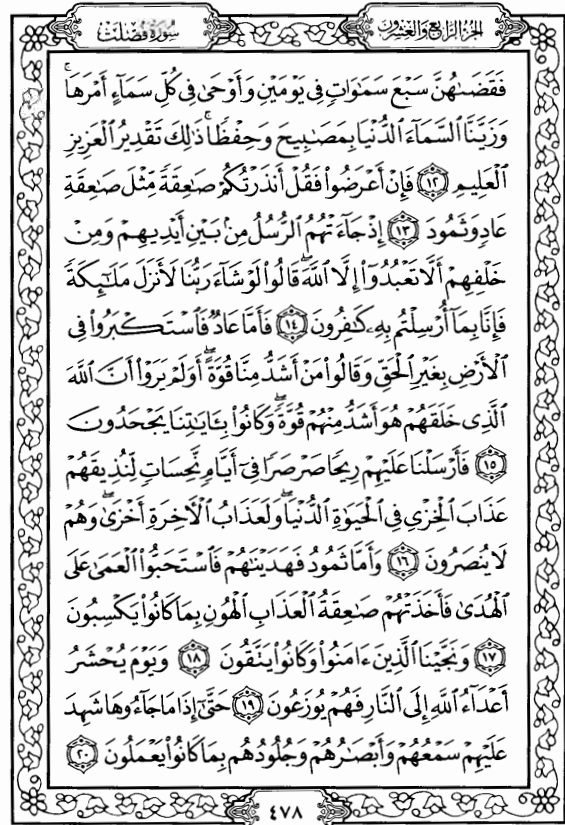 الجزء الرابع والعشرون
سورة فصلت
فَقَضَىٰهُنَّ سَبْعَ سَمَٰوَاتٍ فِى يَوْمَيْنِ وَأَوْحَىٰ فِى كُلِّ سَمَآءٍ أَمْرَهَا ۚ
وَزَيَّنَّا ٱلسَّمَآءَ ٱلدُّنْيَا بِمَصَٰبِيحَ وَحِفْظًا ۚ ذَٰلِكَ تَقْدِيرُ ٱلْعَزِيزِ
ٱلْعَلِيمِ ١٢ فَإِنْ أَعْرَضُوا۟ فَقُلْ أَنذَرْتُكُمْ صَٰعِقَةً مِّثْلَ صَٰعِقَةِ
عَادٍ وَثَمُودَ ١٣ إِذْ جَآءَتْهُمُ ٱلرُّسُلُ مِنۢ بَيْنِ أَيْدِيهِمْ وَمِنْ
خَلْفِهِمْ أَلَّا تَعْبُدُوٓا۟ إِلَّا ٱللَّهَ ۖ قَالُوا۟ لَوْ شَآءَ رَبُّنَا لَأَنزَلَ مَلَٰٓئِكَةً
فَإِنَّا بِمَآ أُرْسِلْتُم بِهِۦ كَٰفِرُونَ ١٤ فَأَمَّا عَادٌ فَٱسْتَكْبَرُوا۟ فِى
ٱلْأَرْضِ بِغَيْرِ ٱلْحَقِّ وَقَالُوا۟ مَنْ أَشَدُّ مِنَّا قُوَّةً ۖ أَوَلَمْ يَرَوْا۟ أَنَّ ٱللَّهَ
ٱلَّذِى خَلَقَهُمْ هُوَ أَشَدُّ مِنْهُمْ قُوَّةً ۖ وَكَانُوا۟ بِـَٔايَٰتِنَا يَجْحَدُونَ
١٥ فَأَرْسَلْنَا عَلَيْهِمْ رِيحًا صَرْصَرًا فِىٓ أَيَّامٍ نَّحِسَاتٍ لِّنُذِيقَهُمْ
عَذَابَ ٱلْخِزْىِ فِى ٱلْحَيَوٰةِ ٱلدُّنْيَا ۖ وَلَعَذَابُ ٱلْـَٔاخِرَةِ أَخْزَىٰ ۖ وَهُمْ
لَا يُنصَرُونَ ١٦ وَأَمَّا ثَمُودُ فَهَدَيْنَٰهُمْ فَٱسْتَحَبُّوا۟ ٱلْعَمَىٰ عَلَى
ٱلْهُدَىٰ فَأَخَذَتْهُمْ صَٰعِقَةُ ٱلْعَذَابِ ٱلْهُونِ بِمَا كَانُوا۟ يَكْسِبُونَ
١٧ وَنَجَّيْنَا ٱلَّذِينَ ءَامَنُوا۟ وَكَانُوا۟ يَتَّقُونَ ١٨ وَيَوْمَ يُحْشَرُ
أَعْدَآءُ ٱللَّهِ إِلَى ٱلنَّارِ فَهُمْ يُوزَعُونَ ١٩ حَتَّىٰٓ إِذَا مَا جَآءُوهَا شَهِدَ
عَلَيْهِمْ سَمْعُهُمْ وَأَبْصَٰرُهُمْ وَجُلُودُهُم بِمَا كَانُوا۟ يَعْمَلُونَ ٢٠
٤٧٨